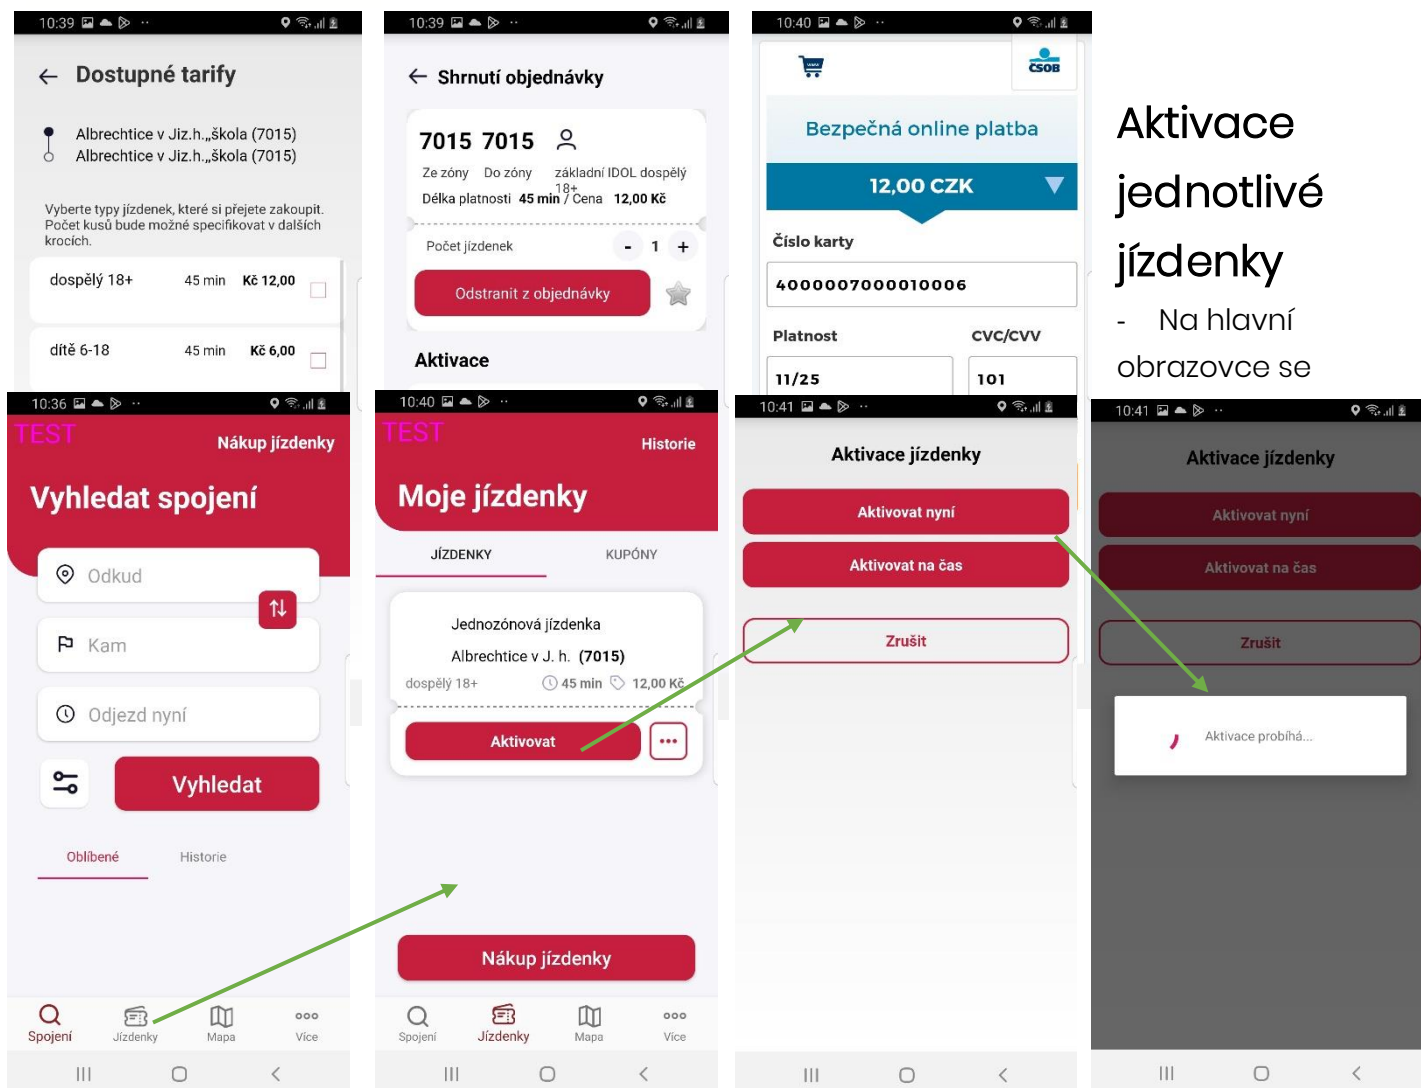 10:39
Dostupné tarify
Albrechtice v Jiz.h.,,škola (7015)
Albrechtice v Jiz.h.,,škola (7015)
Vyberte typy jízdenek, které si přejete zakoupit.
Počet kusů bude možné specifikovat v dalších
krocích.
dospělý 18+ 45 min Kč 12,00
dítě 6-18 45 min Kč 6,00
10:39
Shrnutí objednávky
7015 7015
Ze zóny Do zóny základní IDOL dospělý
18+
Délka platnosti 45 min / Cena 12,00 Kč
Počet jízdenek - 1 +
Odstranit z objednávky
Aktivace
10:40
ČSOB
Bezpečná online platba
12,00 CZK
Číslo karty
4000007000010006
Platnost CVC/CVV
11/25 101
Aktivace
jednotlivé
jízdenky
- Na hlavní
obrazovce se
10:36
TEST
Nákup jízdenky
Vyhledat spojení
Odkud
Kam
Odjezd nyní
Vyhledat
Oblíbené Historie
Spojení Jízdenky Mapa Více
10:40
TEST
Historie
Moje jízdenky
JÍZDENKY KUPÓNY
Jednozónová jízdenka
Albrechtice v J. h. (7015)
dospělý 18+ 45 min 12,00 Kč
Aktivovat
Nákup jízdenky
Spojení Jízdenky Mapa Více
10:41
Aktivace jízdenky
Aktivovat nyní
Aktivovat na čas
Zrušit
10:41
Aktivace jízdenky
Aktivovat nyní
Aktivovat na čas
Zrušit
Aktivace probíhá...